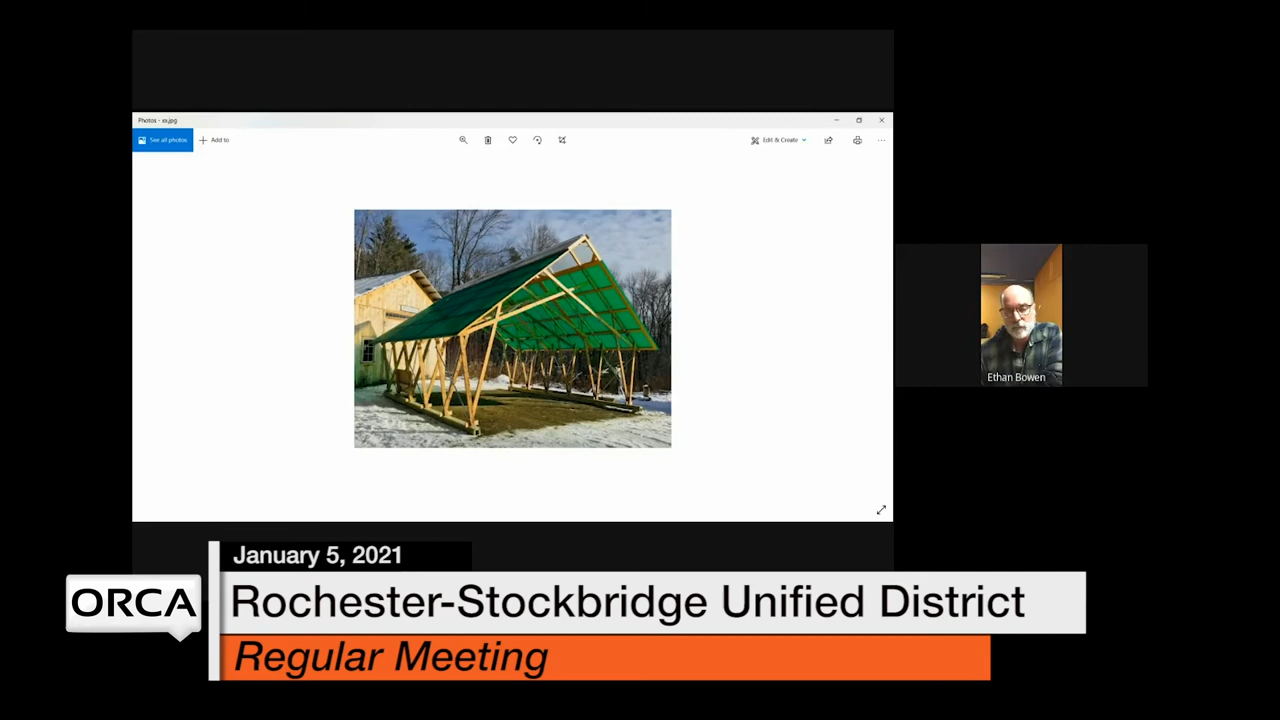 Photos - xx.jpg
See all photos
Add to
Edit & Create
Ethan Bowen
January 5, 2021
ORCA
Rochester-Stockbridge Unified District
Regular Meeting